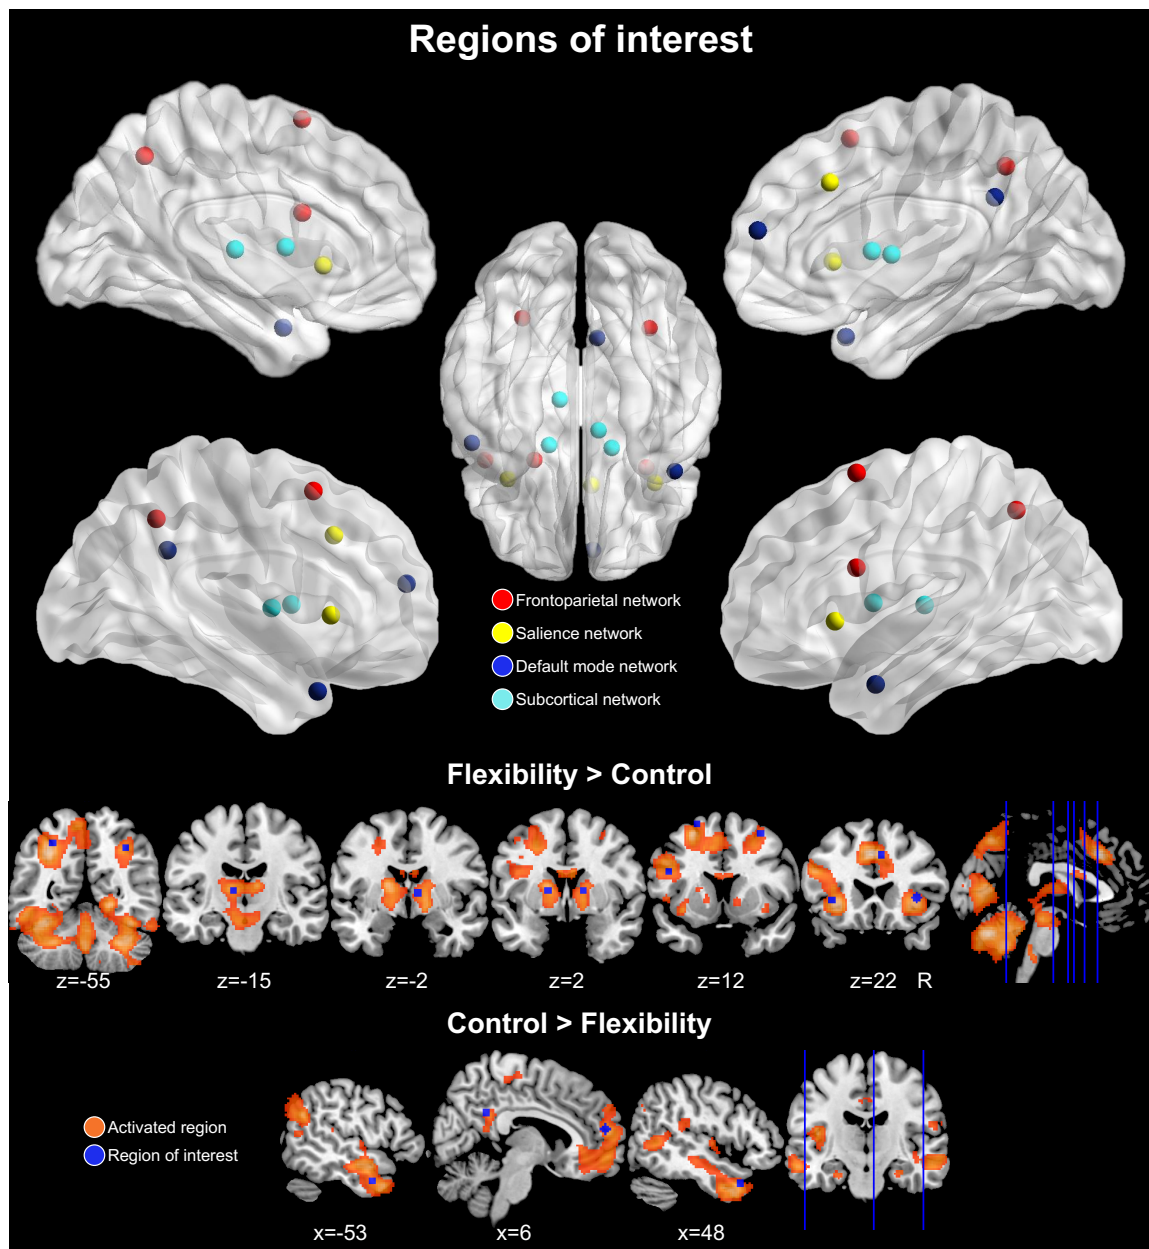 Regions of interest
Frontoparietal network
Salience network
Default mode network
Subcortical network
Flexibility > Control
z=-55
z=-15
z=-2
z=2
z=12
z=22
R
Control > Flexibility
Activated region
Region of interest
x=-53
x=6
x=48